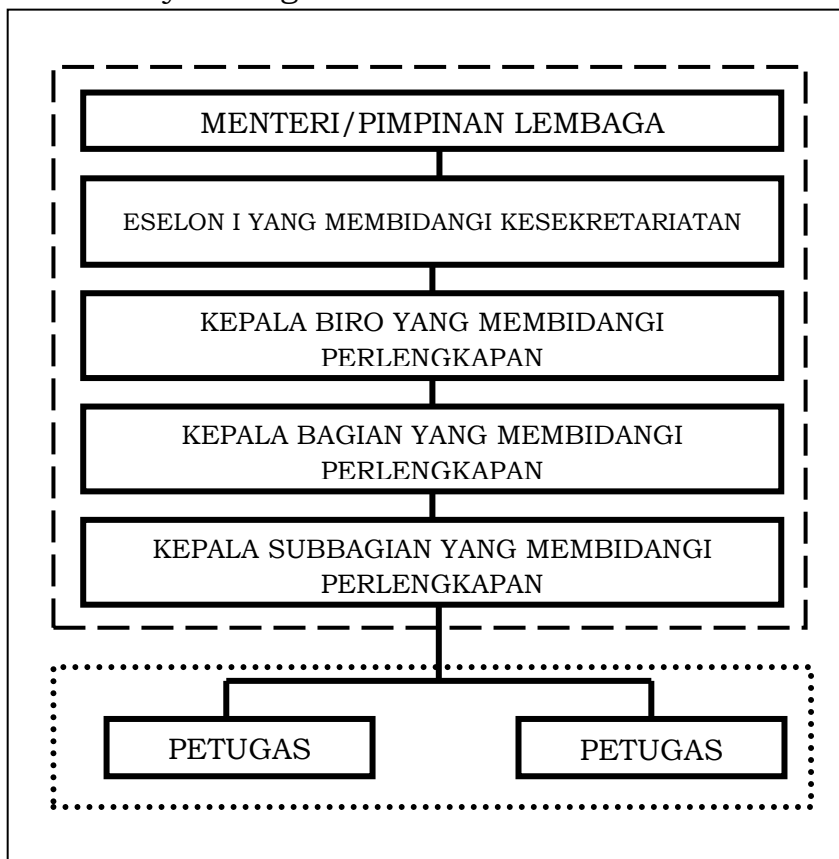 MENTERI/PIMPINAN LEMBAGA
ESELON I YANG MEMBIDANGI KESEKRETARIATAN
KEPALA BIRO YANG MEMBIDANGI
PERLENGKAPAN
KEPALA BAGIAN YANG MEMBIDANGI
PERLENGKAPAN
KEPALA SUBBAGIAN YANG MEMBIDANGI
PERLENGKAPAN
PETUGAS
PETUGAS